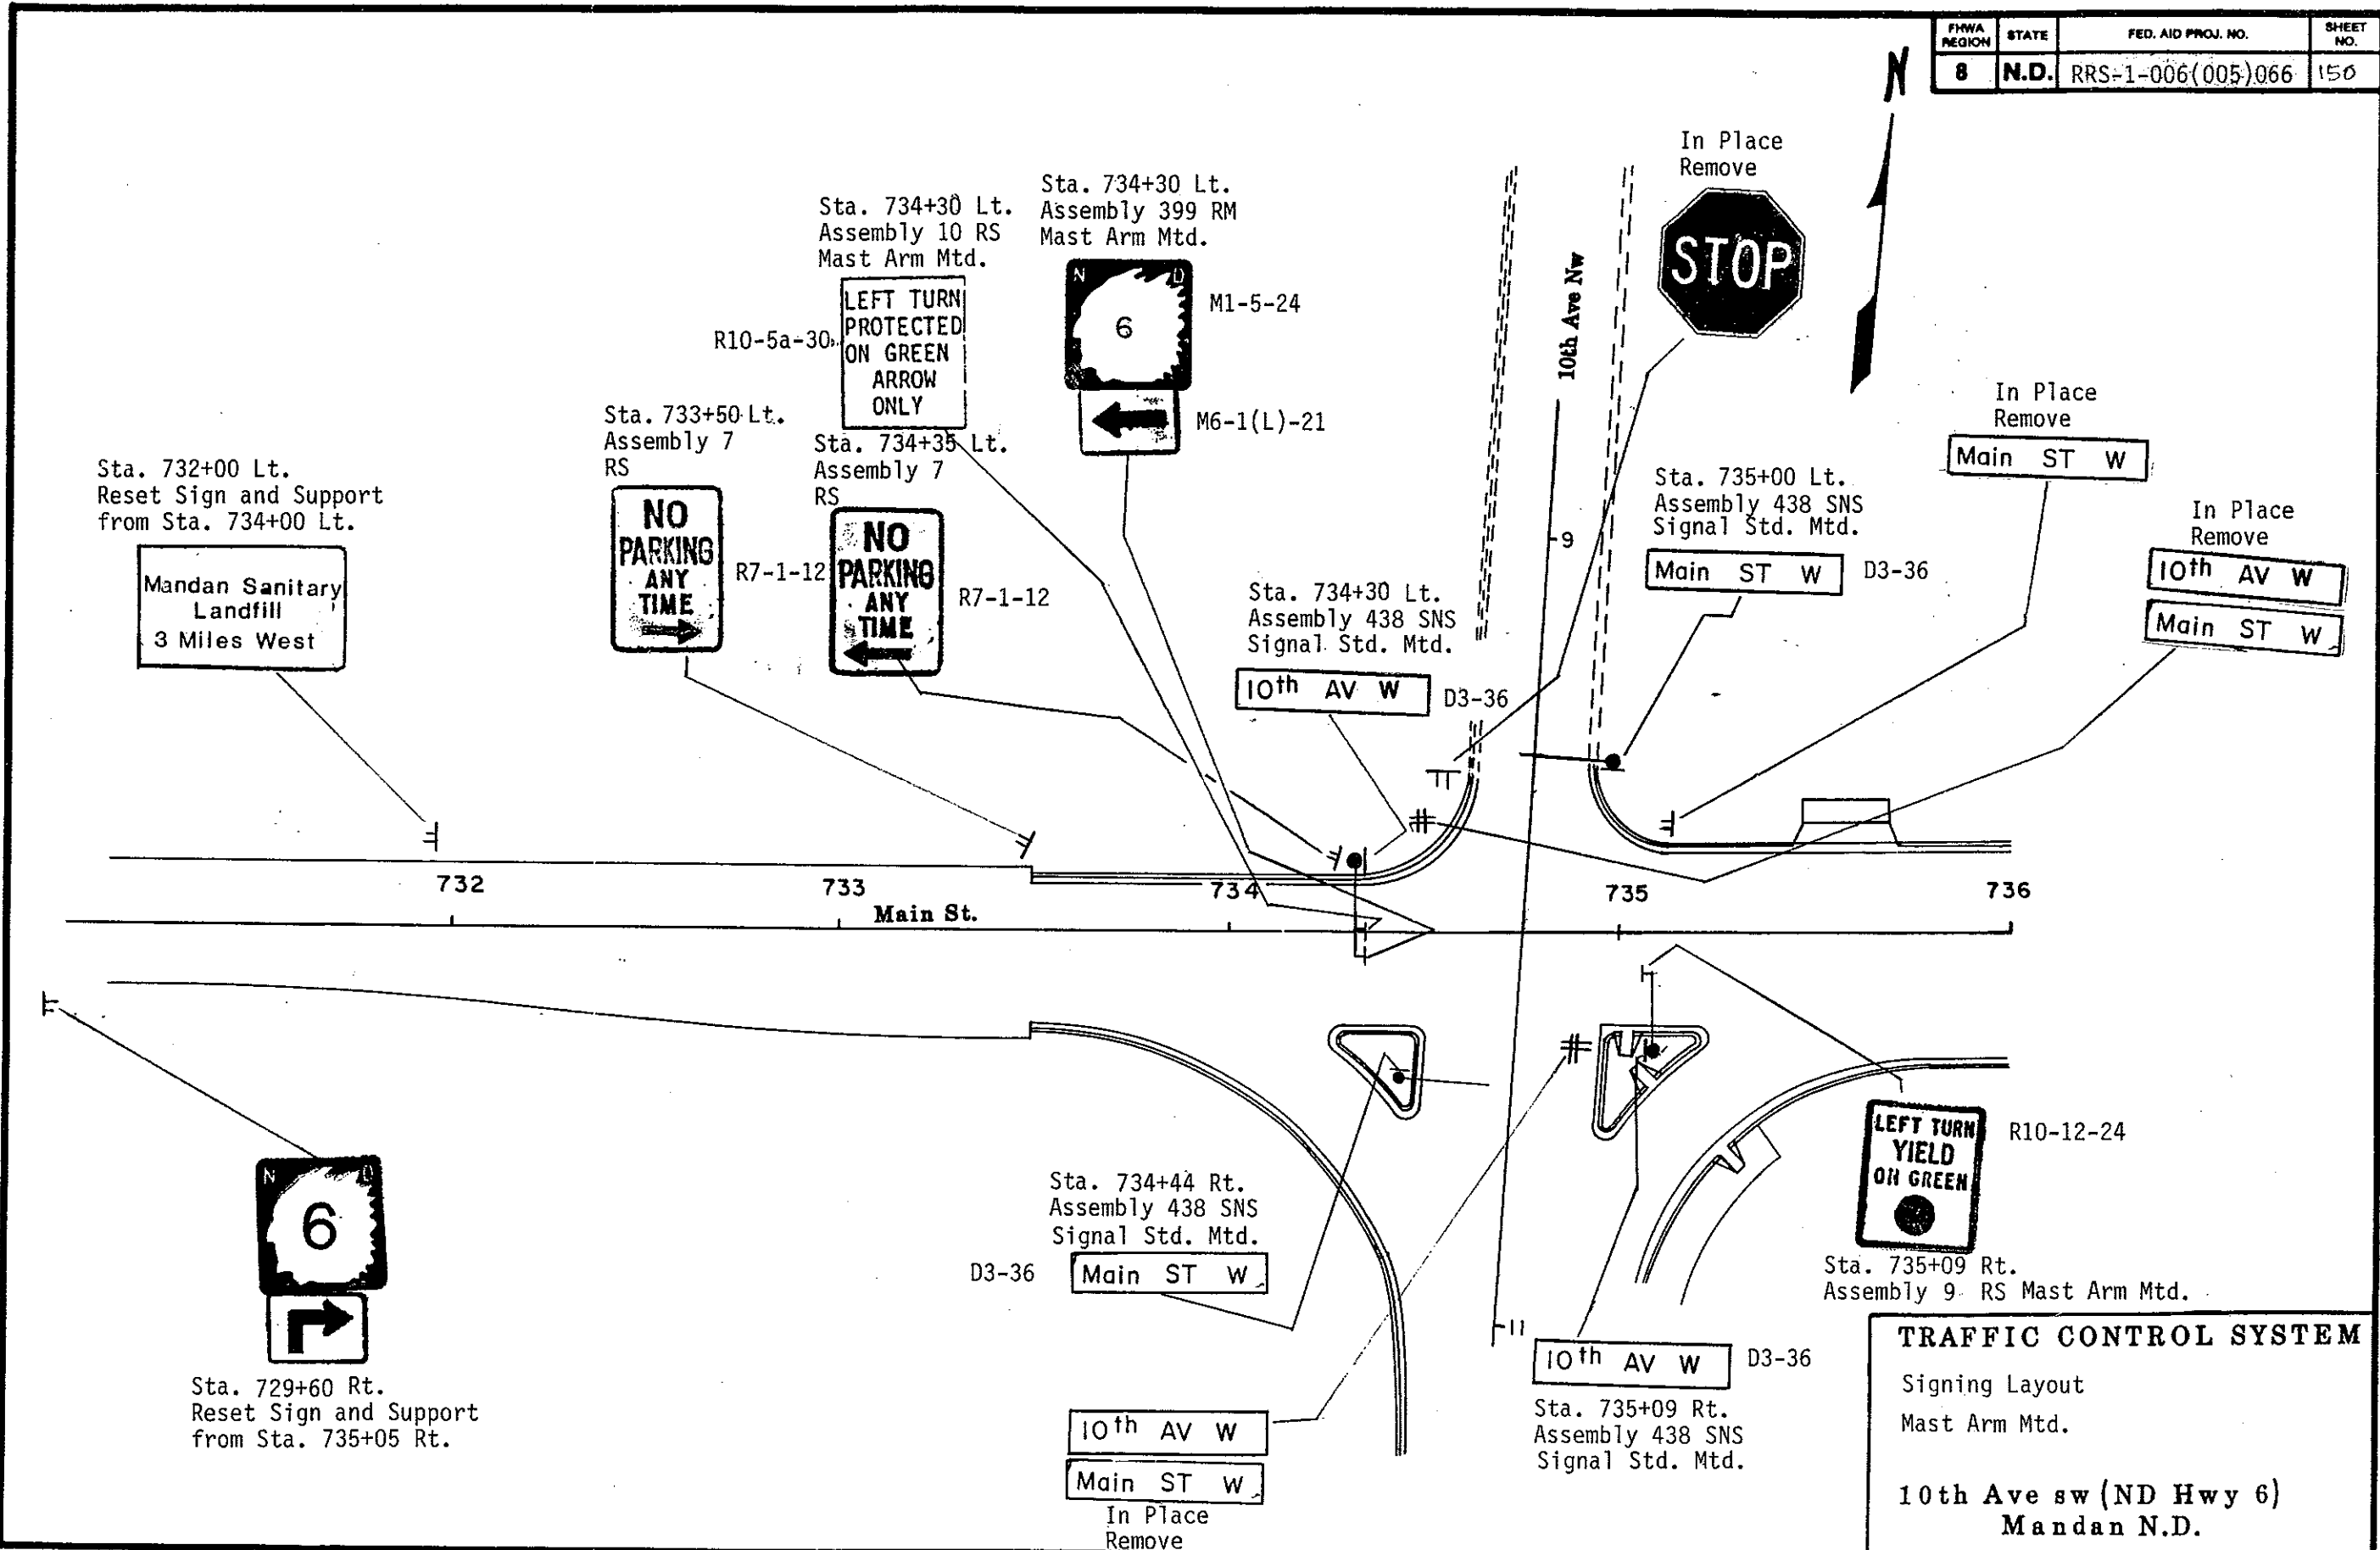 FHWA REGION STATE FED. AID PROJ. NO. SHEET NO.
8 N.D. RRS-1-006(005)066 150
N
In Place
Remove
STOP
Sta. 734+30 Lt.
Assembly 10 RS
Mast Arm Mtd.
LEFT TURN
PROTECTED
ON GREEN
ARROW
ONLY
R10-5a-30
Sta. 734+30 Lt.
Assembly 399 RM
Mast Arm Mtd.
N D
6
M1-5-24
M6-1(L)-21
10th Ave Nw
In Place
Remove
Main ST W
Sta. 733+50 Lt.
Assembly 7
RS
NO
PARKING
ANY
TIME
R7-1-12
Sta. 734+35 Lt.
Assembly 7
RS
NO
PARKING
ANY
TIME
R7-1-12
Sta. 732+00 Lt.
Reset Sign and Support
from Sta. 734+00 Lt.
Mandan Sanitary
Landfill
3 Miles West
Sta. 735+00 Lt.
Assembly 438 SNS
Signal Std. Mtd.
Main ST W
D3-36
In Place
Remove
10th AV W
Main ST W
9
Sta. 734+30 Lt.
Assembly 438 SNS
Signal Std. Mtd.
10th AV W
D3-36
732 733 734 735 736
Main St.
N D
6
Sta. 729+60 Rt.
Reset Sign and Support
from Sta. 735+05 Rt.
Sta. 734+44 Rt.
Assembly 438 SNS
Signal Std. Mtd.
D3-36
Main ST W
10th AV W
Main ST W
In Place
Remove
11
10th AV W
D3-36
Sta. 735+09 Rt.
Assembly 438 SNS
Signal Std. Mtd.
LEFT TURN
YIELD
ON GREEN
R10-12-24
Sta. 735+09 Rt.
Assembly 9 RS Mast Arm Mtd.
TRAFFIC CONTROL SYSTEM
Signing Layout
Mast Arm Mtd.
10th Ave sw (ND Hwy 6)
Mandan N.D.